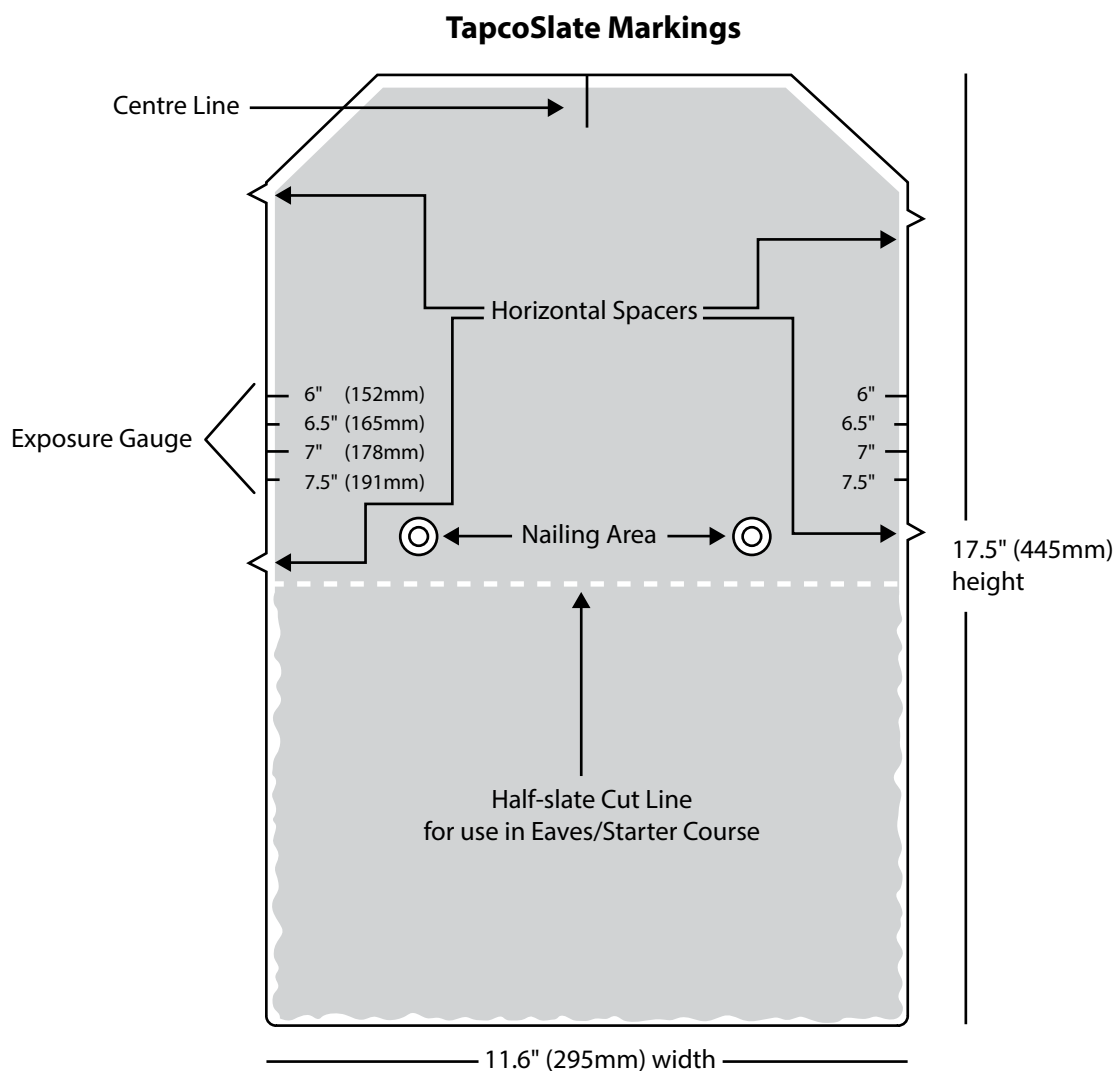 TapcoSlate Markings
Centre Line
Horizontal Spacers
Exposure Gauge
6" (152mm)
6.5" (165mm)
7" (178mm)
7.5" (191mm)
6"
6.5"
7"
7.5"
Nailing Area
17.5" (445mm)
height
Half-slate Cut Line
for use in Eaves/Starter Course
11.6" (295mm) width